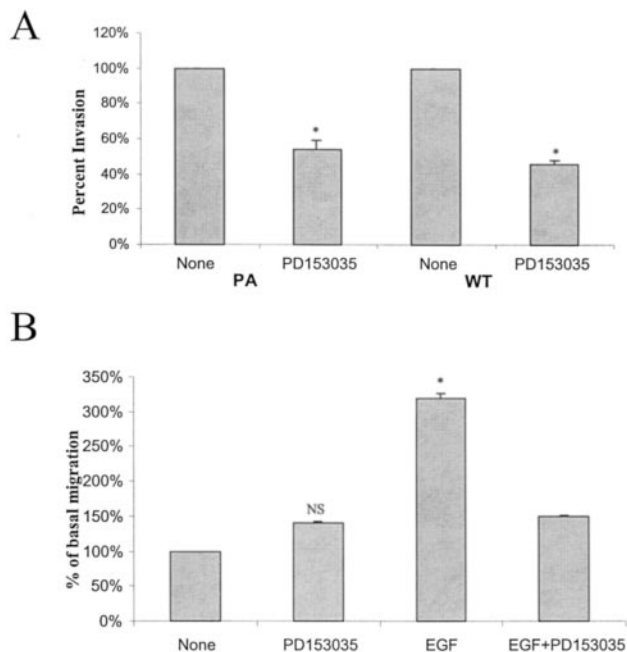 A
Percent Invasion
120%
100%
80%
60%
40%
20%
0%
*
*
None
PD153035
None
PD153035
PA
WT
B
% of basal migration
350%
300%
250%
200%
150%
100%
50%
0%
NS
*
None
PD153035
EGF
EGF+PD153035